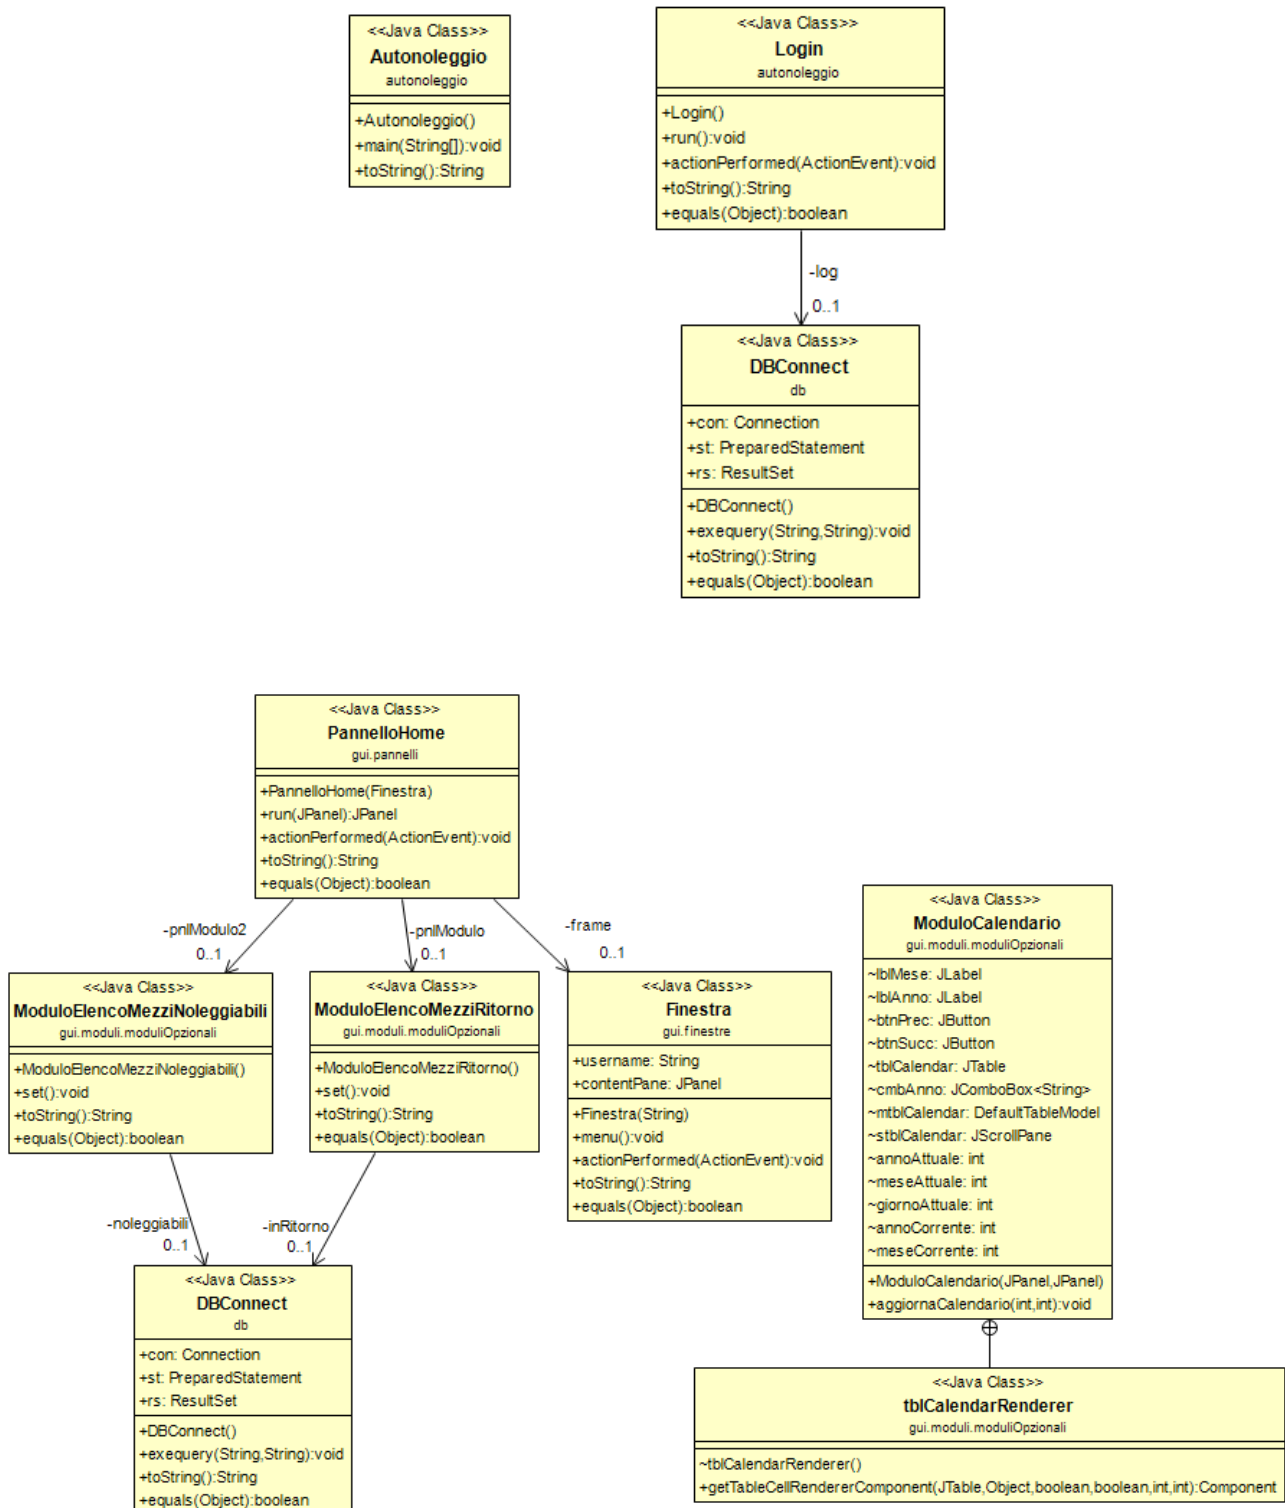 <<Java Class>>
Autonoleggio
autonoleggio
+Autonoleggio()
+main(String[]):void
+toString():String
<<Java Class>>
Login
autonoleggio
+Login()
+run():void
+actionPerformed(ActionEvent):void
+toString():String
+equals(Object):boolean
-log
0..1
<<Java Class>>
DBConnect
db
+con: Connection
+st: PreparedStatement
+rs: ResultSet
+DBConnect()
+exequery(String,String):void
+toString():String
+equals(Object):boolean
<<Java Class>>
PannelloHome
gui.pannelli
+PannelloHome(Finestra)
+run(JPanel):JPanel
+actionPerformed(ActionEvent):void
+toString():String
+equals(Object):boolean
-pnlModulo2
0..1
-pnlModulo
0..1
-frame
0..1
<<Java Class>>
ModuloElencoMezziNoleggiabili
gui.moduli.moduliOpzionali
+ModuloElencoMezziNoleggiabili()
+set():void
+toString():String
+equals(Object):boolean
<<Java Class>>
ModuloElencoMezziRitorno
gui.moduli.moduliOpzionali
+ModuloElencoMezziRitorno()
+set():void
+toString():String
+equals(Object):boolean
<<Java Class>>
Finestra
gui.finestre
+username: String
+contentPane: JPanel
+Finestra(String)
+menu():void
+actionPerformed(ActionEvent):void
+toString():String
+equals(Object):boolean
-noleggiabili
0..1
-inRitorno
0..1
<<Java Class>>
DBConnect
db
+con: Connection
+st: PreparedStatement
+rs: ResultSet
+DBConnect()
+exequery(String,String):void
+toString():String
+equals(Object):boolean
<<Java Class>>
ModuloCalendario
gui.moduli.moduliOpzionali
~lblMese: JLabel
~lblAnno: JLabel
~btnPrec: JButton
~btnSucc: JButton
~tblCalendar: JTable
~cmbAnno: JComboBox<String>
~mtblCalendar: DefaultTableModel
~stblCalendar: JScrollPane
~annoAttuale: int
~meseAttuale: int
~giornoAttuale: int
~annoCorrente: int
~meseCorrente: int
+ModuloCalendario(JPanel,JPanel)
+aggiornaCalendario(int,int):void
<<Java Class>>
tblCalendarRenderer
gui.moduli.moduliOpzionali
~tblCalendarRenderer()
+getTableCellRendererComponent(JTable,Object,boolean,boolean,int,int):Component